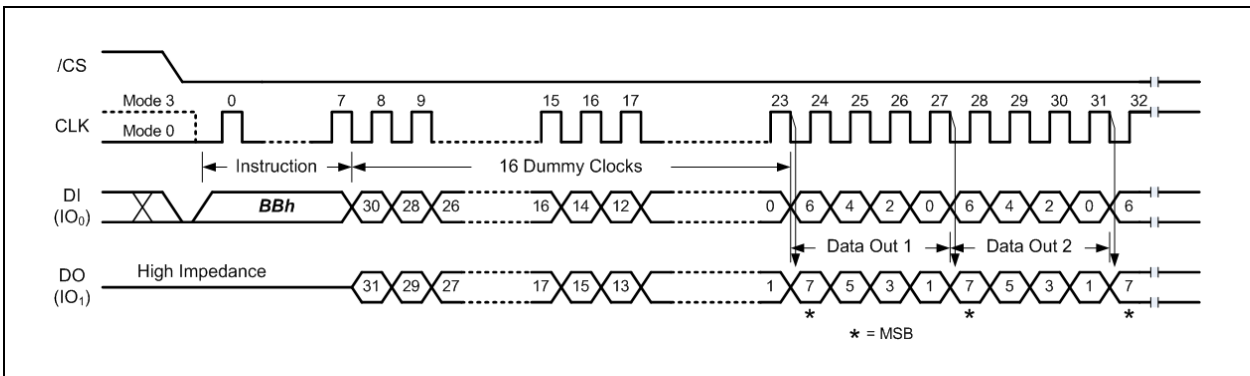 /CS
Mode 3 0 7 8 9 15 16 17 23 24 25 26 27 28 29 30 31 32
CLK
Mode 0
Instruction 16 Dummy Clocks
DI
(IO0)
BBh 30 28 26 16 14 12 0 6 4 2 0 6 4 2 0 6
Data Out 1 Data Out 2
DO
(IO1)
High Impedance
31 29 27 17 15 13 1 7 5 3 1 7 5 3 1 7
* * *
* = MSB